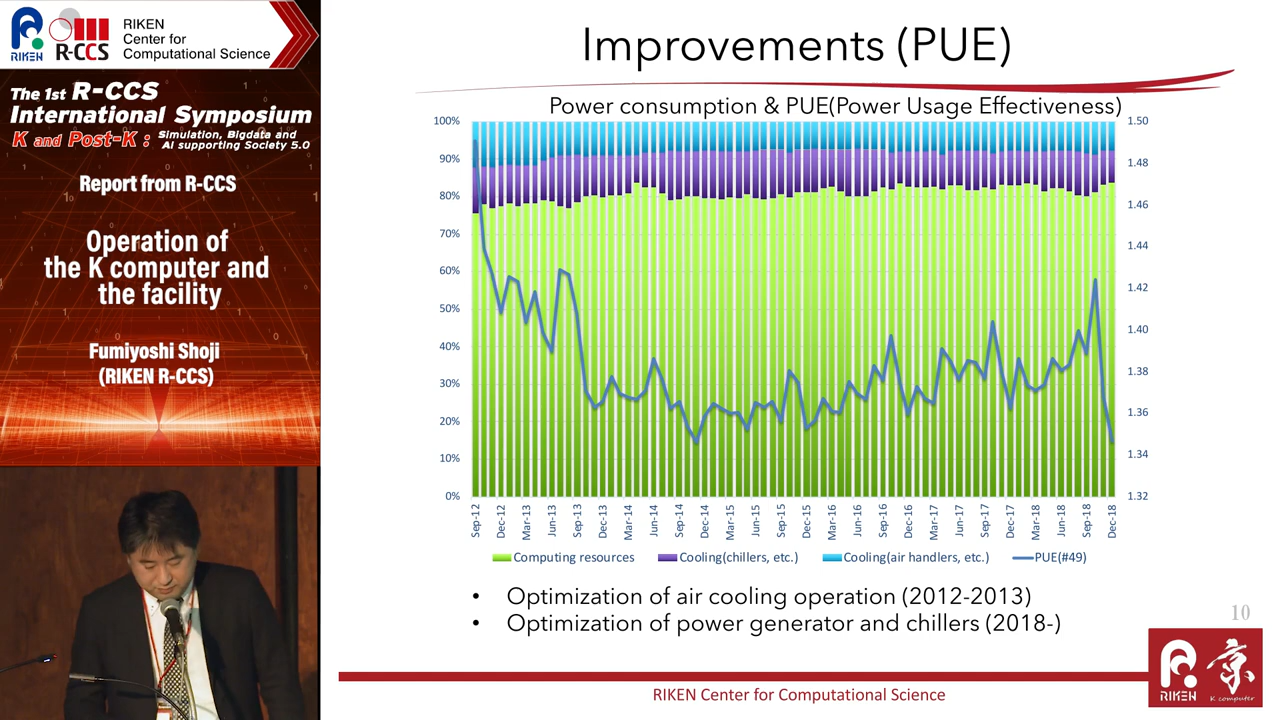 RIKEN
R-CCS
RIKEN
Center for
Computational Science
The 1st R-CCS
International Symposium
K and Post-K :
Simulation, Bigdata and
AI supporting Society 5.0
Report from R-CCS
Operation of
the K computer and
the facility
Fumiyoshi Shoji
(RIKEN R-CCS)
Improvements (PUE)
Power consumption & PUE(Power Usage Effectiveness)
100%
90%
80%
70%
60%
50%
40%
30%
20%
10%
0%
1.50
1.48
1.46
1.44
1.42
1.40
1.38
1.36
1.34
1.32
Sep-12
Dec-12
Mar-13
Jun-13
Sep-13
Dec-13
Mar-14
Jun-14
Sep-14
Dec-14
Mar-15
Jun-15
Sep-15
Dec-15
Mar-16
Jun-16
Sep-16
Dec-16
Mar-17
Jun-17
Sep-17
Dec-17
Mar-18
Jun-18
Sep-18
Dec-18
Computing resources
Cooling(chillers, etc.)
Cooling(air handlers, etc.)
PUE(#49)
• Optimization of air cooling operation (2012-2013)
• Optimization of power generator and chillers (2018-)
10
RIKEN Center for Computational Science
RIKEN
京
K computer